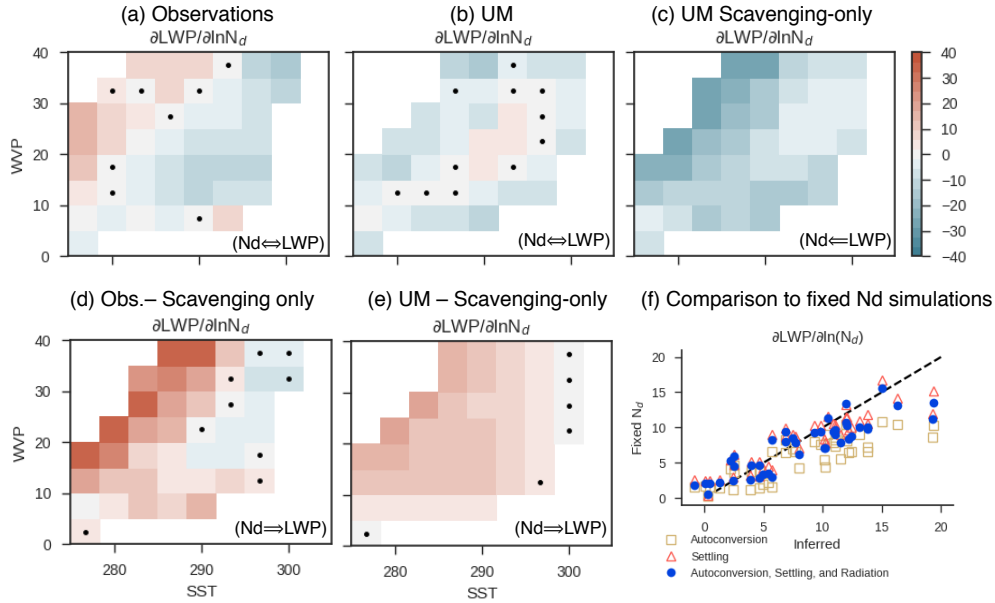 (a) Observations
(b) UM
(c) UM Scavenging-only
∂LWP/∂lnN_d
∂LWP/∂lnN_d
∂LWP/∂lnN_d
40
30
20
10
0
WVP
(Nd⇔LWP)
(Nd⇔LWP)
(Nd⇐LWP)
40
30
20
10
0
−10
−20
−30
−40
(d) Obs.– Scavenging only
(e) UM – Scavenging-only
(f) Comparison to fixed Nd simulations
∂LWP/∂lnN_d
∂LWP/∂lnN_d
∂LWP/∂ln(N_d)
40
30
20
10
0
WVP
(Nd⇒LWP)
(Nd⇒LWP)
280
290
300
SST
280
290
300
SST
20
15
10
5
0
Fixed N_d
0
5
10
15
20
Inferred
Autoconversion
Settling
Autoconversion, Settling, and Radiation